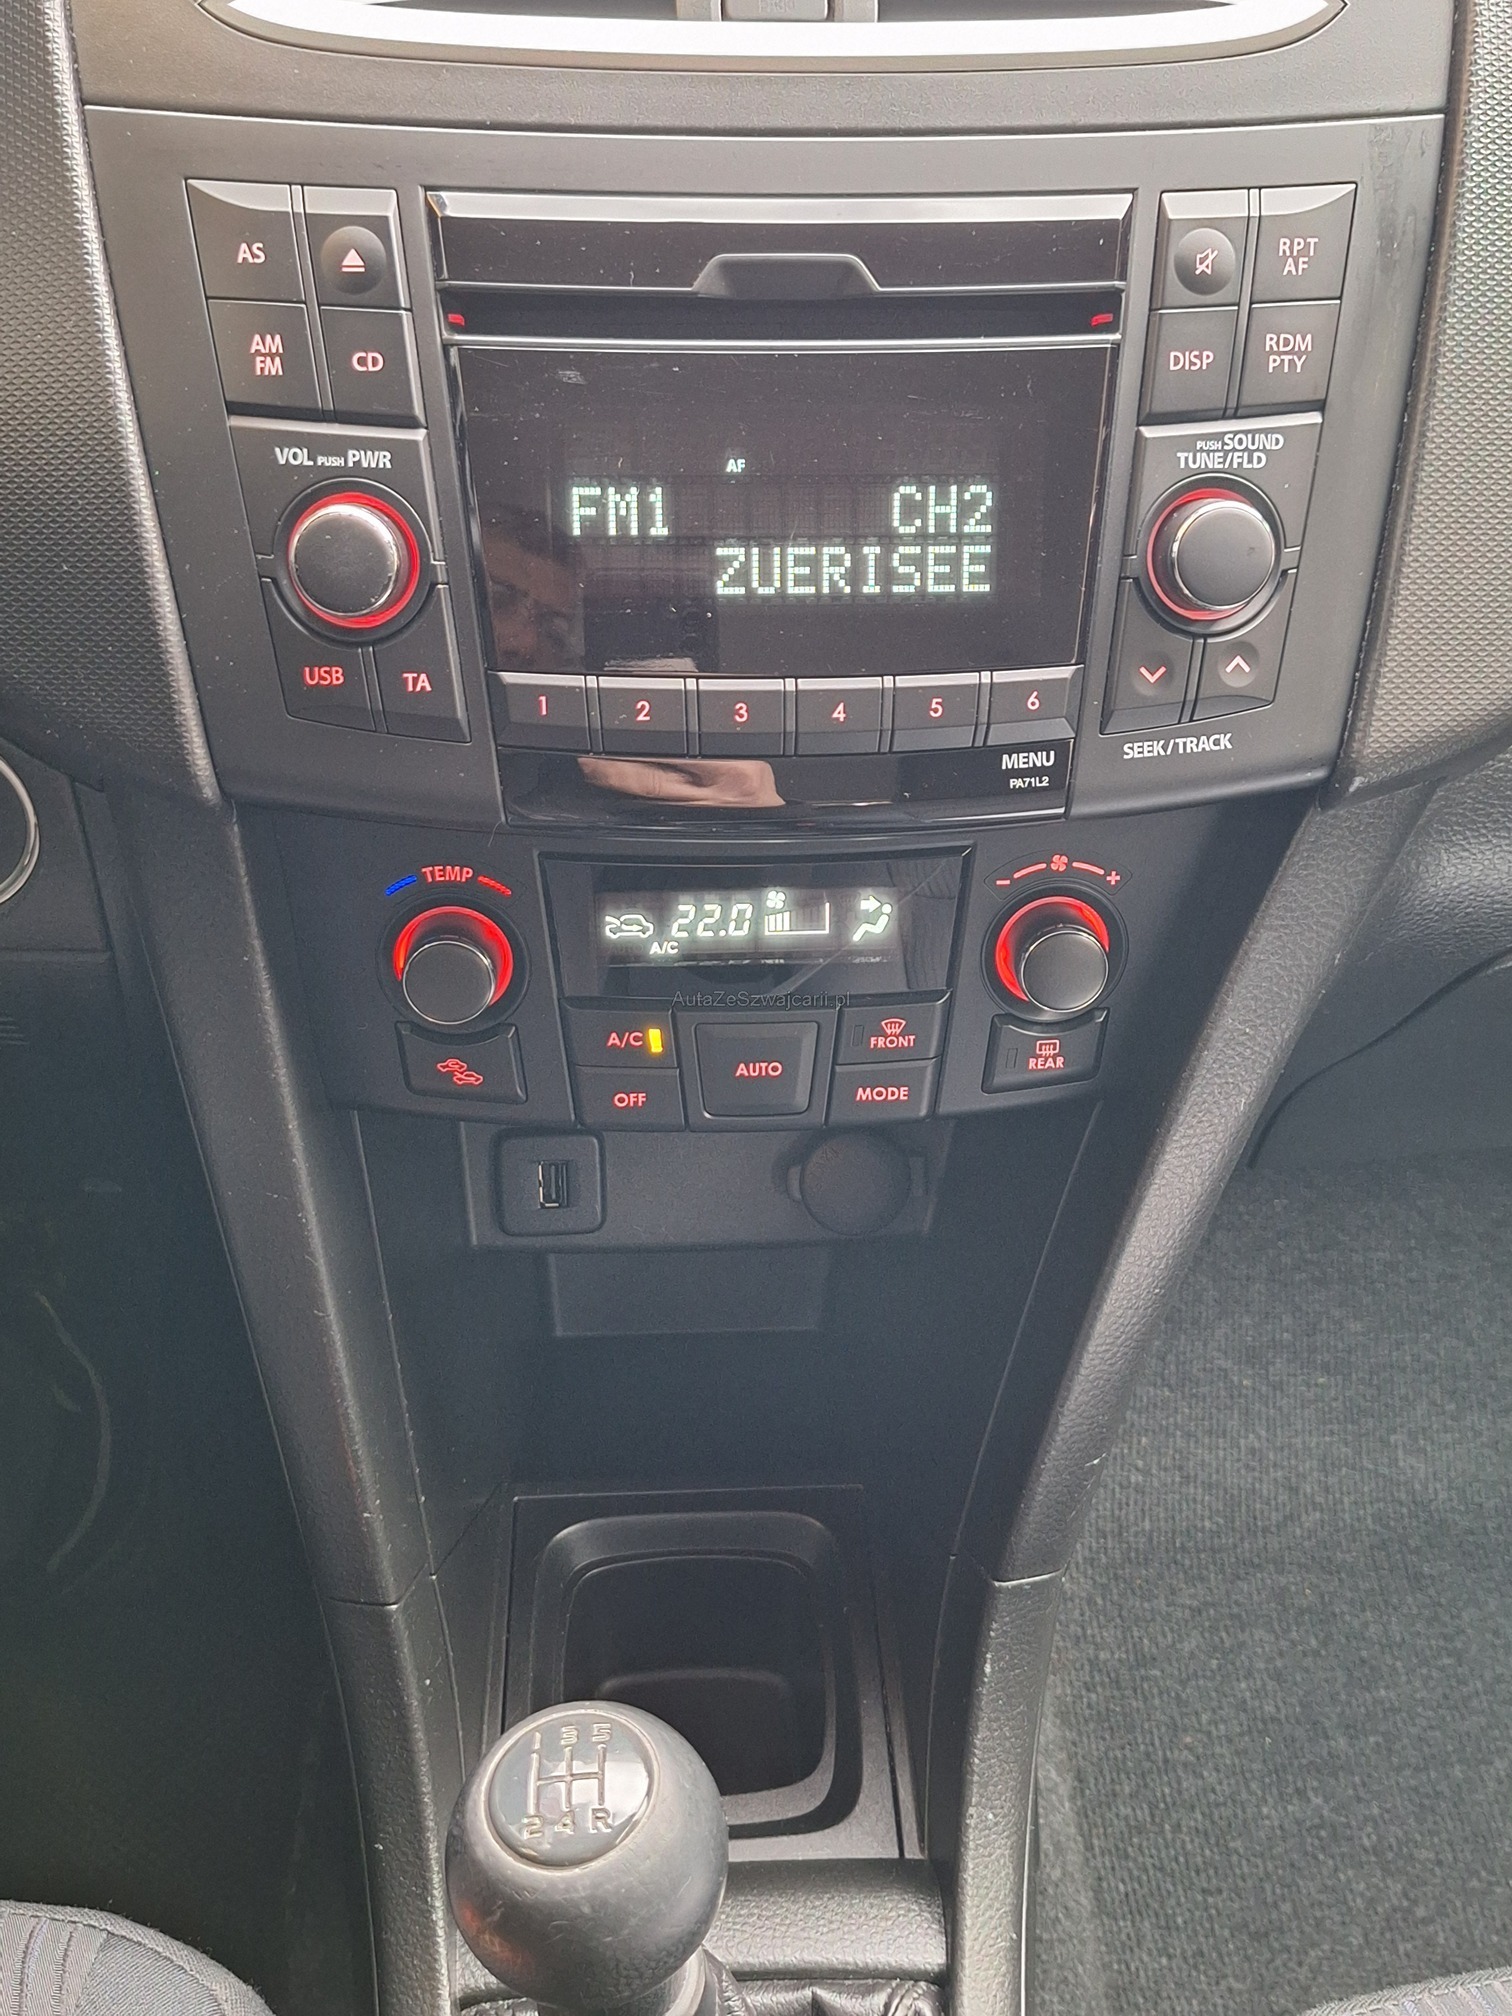 AS
RPT
AF
AM
FM
CD
DISP
RDM
PTY
VOL PUSH PWR
PUSH SOUND
TUNE/FLD
AF
FM1 CH2
ZUERISEE
USB
TA
1 2 3 4 5 6
SEEK/TRACK
MENU
PA71L2
TEMP
- +
22.0
A/C
AutaZeSzwajcarii.pl
A/C
AUTO
FRONT
REAR
OFF
MODE
1 3 5
2 4 R